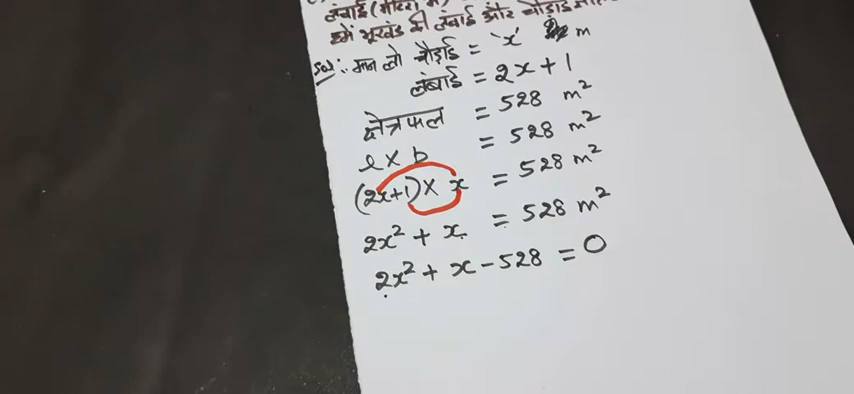 लंबाई (मीटर में)
हमें भूखंड की लंबाई और चौड़ाई
Sol: मान लो चौड़ाई = 'x' m
लंबाई = 2x + 1
क्षेत्रफल = 528 m²
l × b = 528 m²
(2x+1) × x = 528 m²
2x² + x = 528 m²
2x² + x - 528 = 0